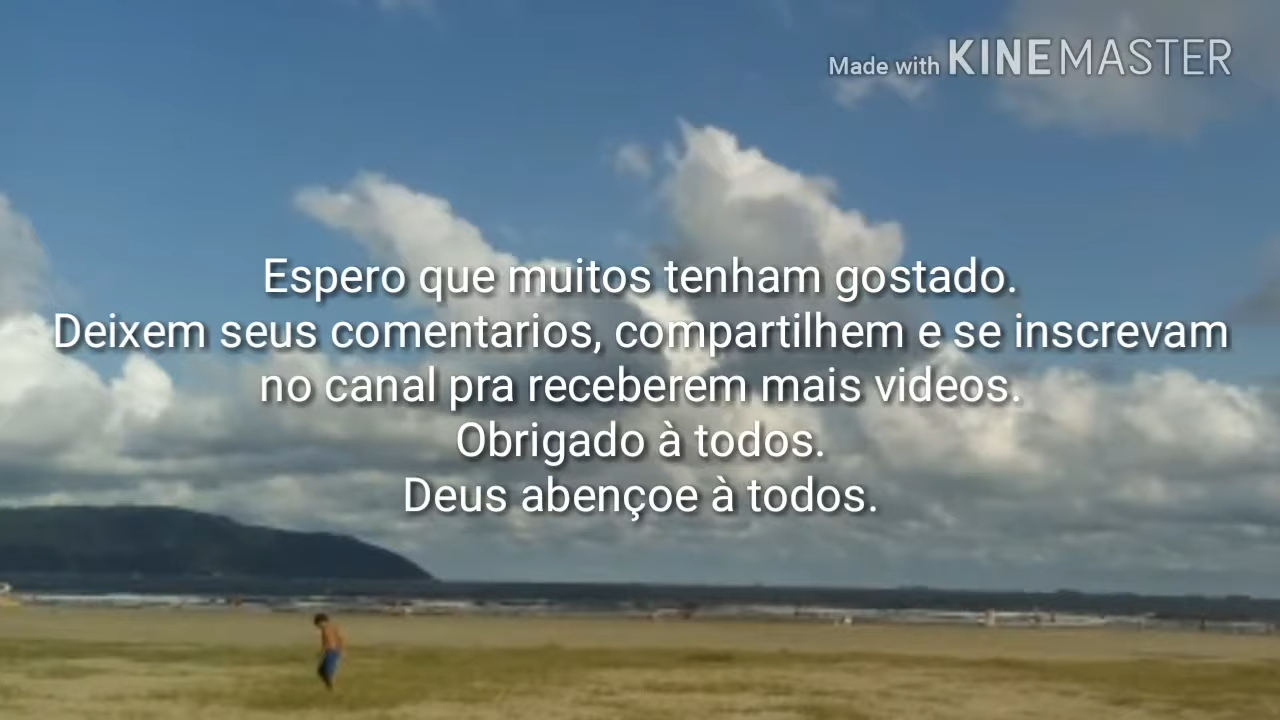 Made with KINEMASTER
Espero que muitos tenham gostado.
Deixem seus comentarios, compartilhem e se inscrevam
no canal pra receberem mais videos.
Obrigado à todos.
Deus abençoe à todos.